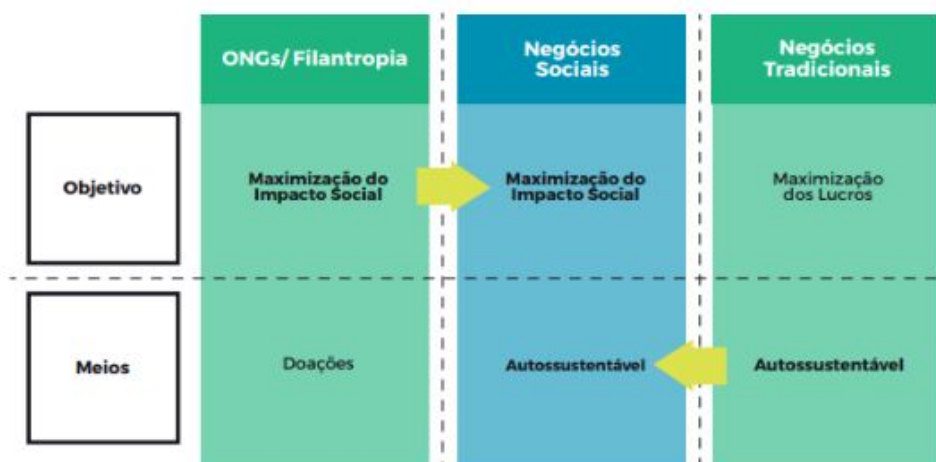 ONGs/ Filantropia
Negócios
Sociais
Negócios
Tradicionais
Objetivo
Maximização do
Impacto Social
Maximização do
Impacto Social
Maximização
dos Lucros
Meios
Doações
Autossustentável
Autossustentável